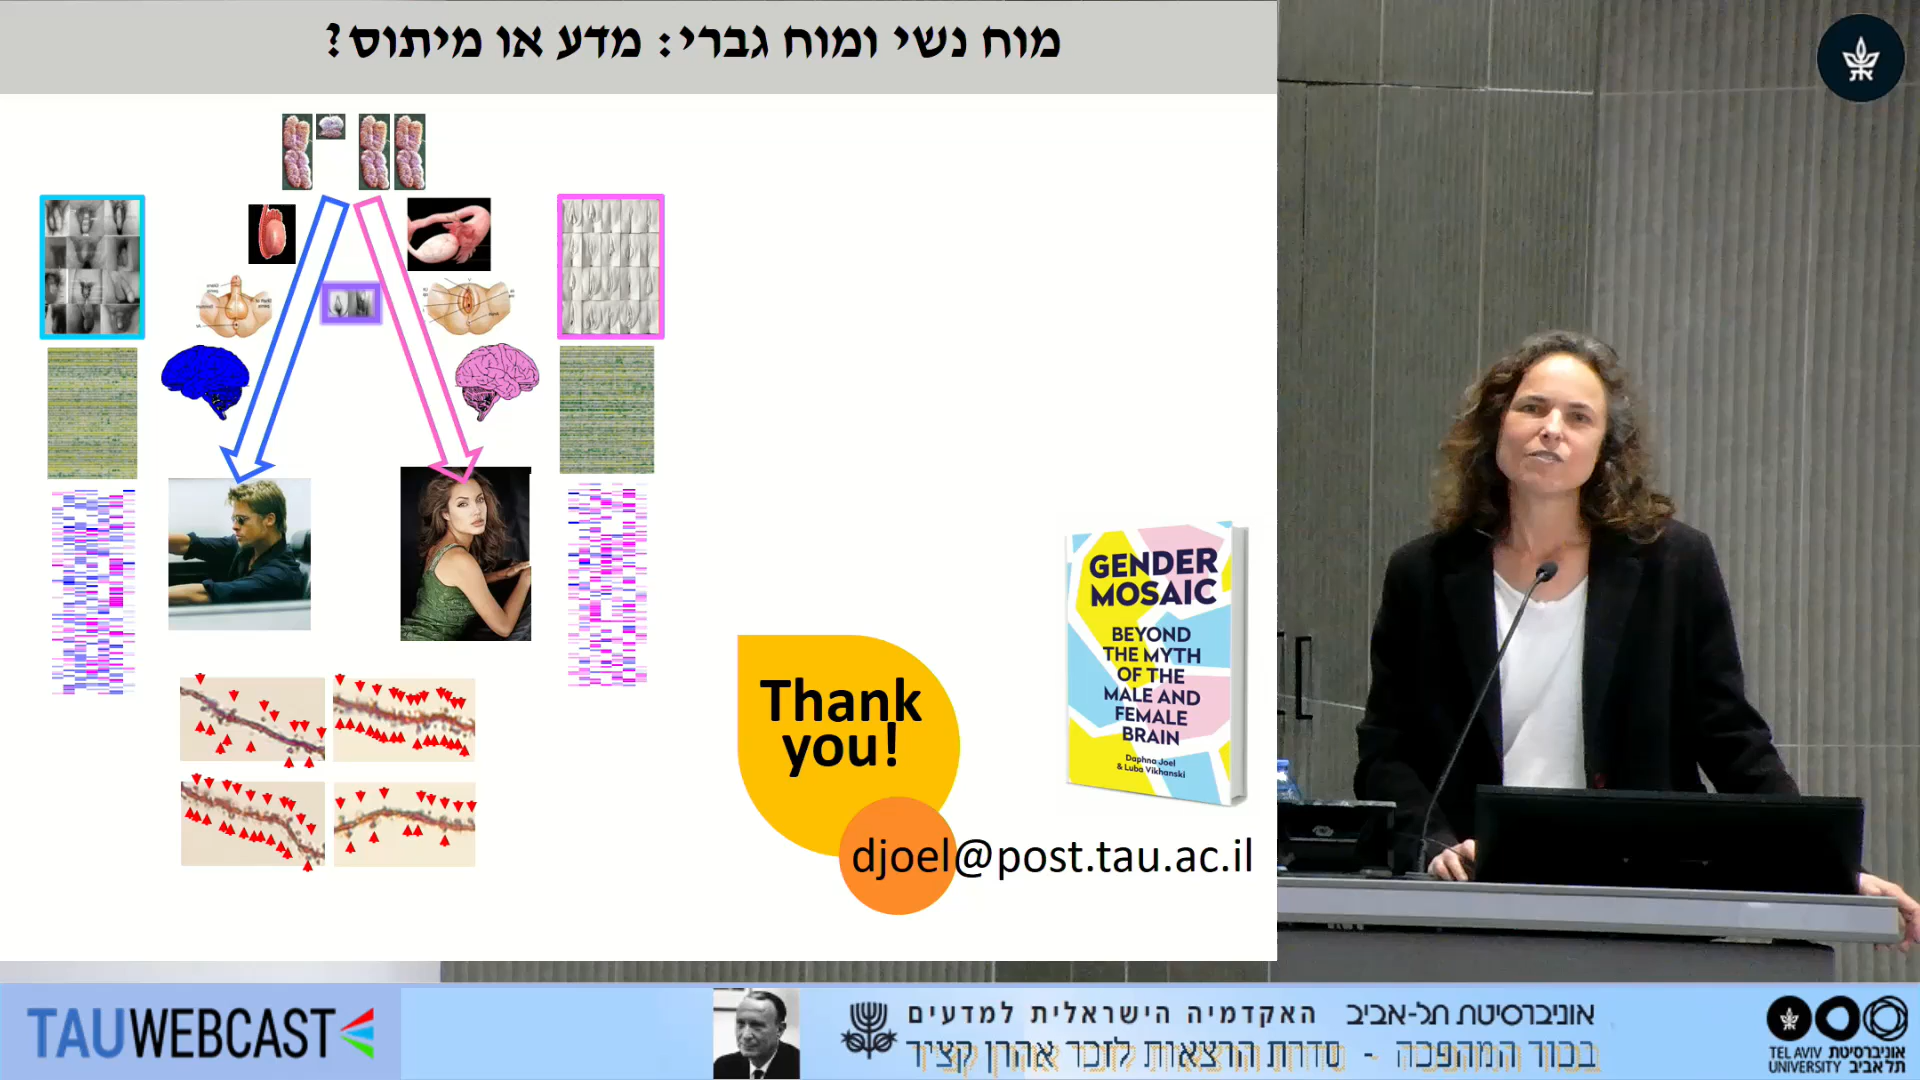 מוח נשי ומוח גברי: מדע או מיתוס?
GENDER
MOSAIC
BEYOND
THE MYTH
OF THE
MALE AND
FEMALE
BRAIN
Daphna Joel
& Luba Vikhanski
Thank
you!
djoel@post.tau.ac.il
TAUWEBCAST
אוניברסיטת תל-אביב האקדמיה הישראלית למדעים
בכור המהפכה - סדרת הרצאות לזכר אהרן קציר
TEL AVIV אוניברסיטת
UNIVERSITY תל אביב